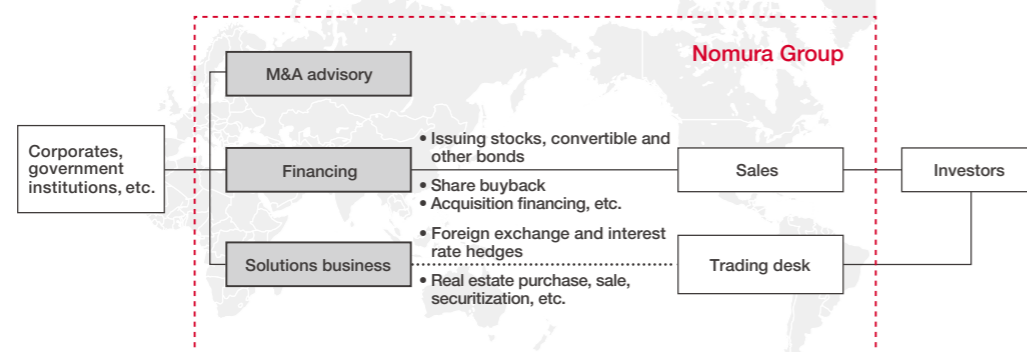 Nomura Group
M&A advisory
Corporates,
government
institutions, etc.
Financing
• Issuing stocks, convertible and
other bonds
• Share buyback
• Acquisition financing, etc.
Sales
Investors
Solutions business
• Foreign exchange and interest
rate hedges
• Real estate purchase, sale,
securitization, etc.
Trading desk